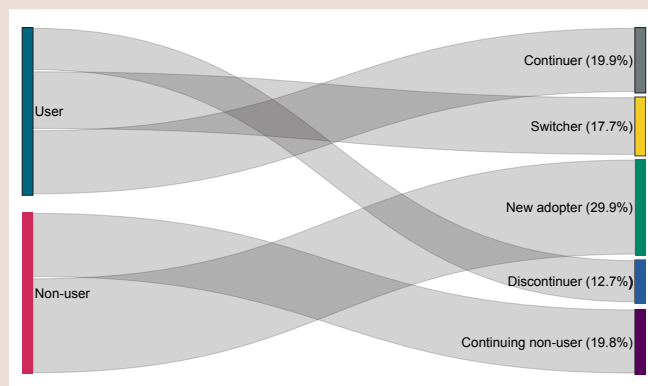 User
Non-user
Continuer (19.9%)
Switcher (17.7%)
New adopter (29.9%)
Discontinuer (12.7%)
Continuing non-user (19.8%)